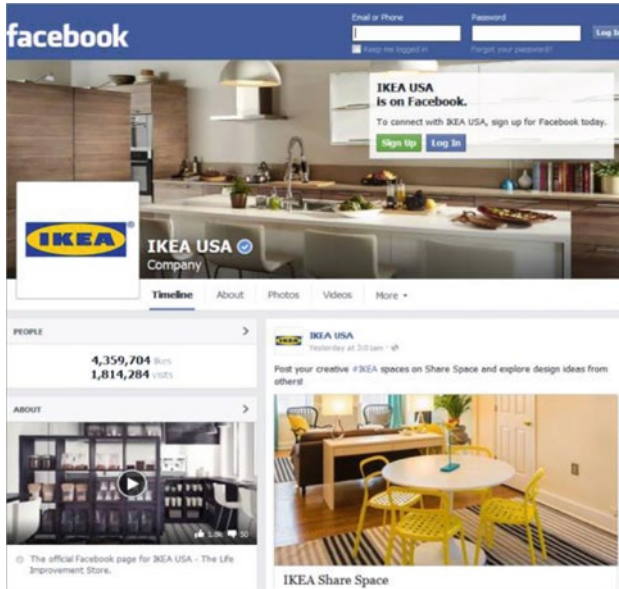 facebook
Email or Phone
Password
Keep me logged in
Forgot your password?
Log In
IKEA USA
is on Facebook.
To connect with IKEA USA, sign up for Facebook today.
Sign Up
Log In
IKEA
IKEA USA
Company
Timeline
About
Photos
Videos
More
PEOPLE
4,359,704 likes
1,814,284 visits
ABOUT
1.8k
50
The official Facebook page for IKEA USA - The Life
Improvement Store.
IKEA
IKEA USA
Yesterday at 3:01am
Post your creative #IKEA spaces on Share Space and explore design ideas from
others!
IKEA Share Space